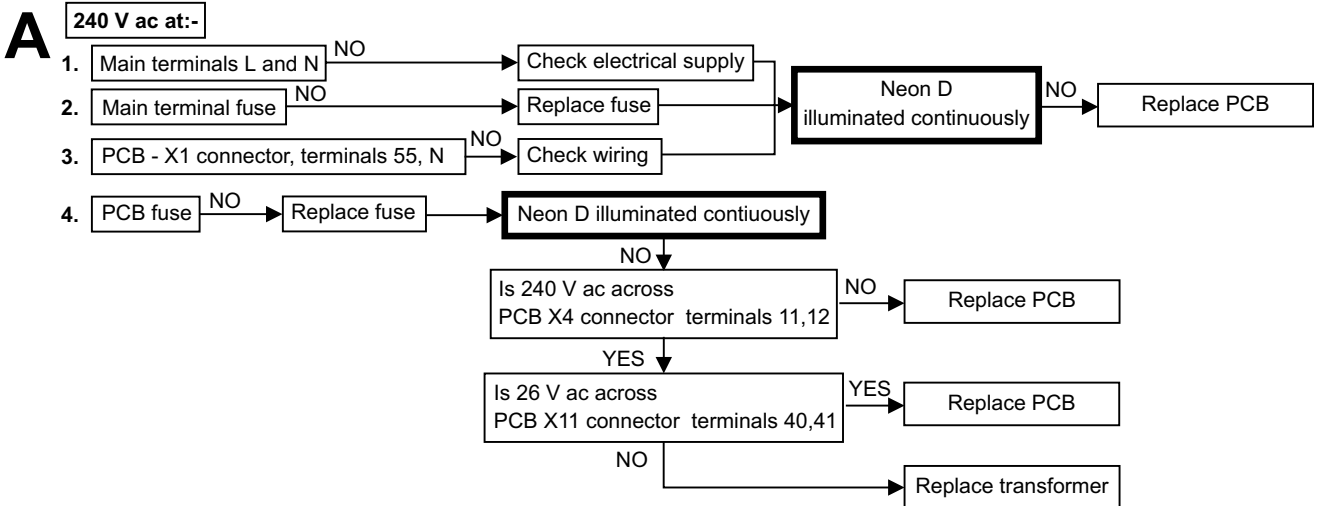 A
240 V ac at:-
1. Main terminals L and N
NO
Check electrical supply
2. Main terminal fuse
NO
Replace fuse
Neon D
illuminated continuously
NO
Replace PCB
3. PCB - X1 connector, terminals 55, N
NO
Check wiring
4. PCB fuse
NO
Replace fuse
Neon D illuminated contiuously
NO
Is 240 V ac across
PCB X4 connector terminals 11,12
NO
Replace PCB
YES
Is 26 V ac across
PCB X11 connector terminals 40,41
YES
Replace PCB
NO
Replace transformer